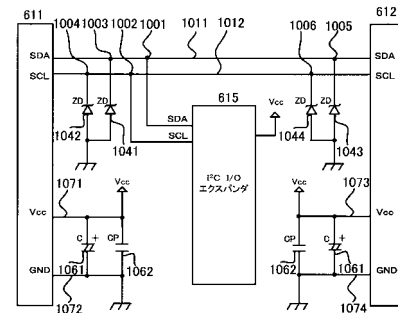 611
1004 1003 1002 1001 1011 1012 1006 1005
612
SDA
SDA
SCL
SCL
ZD ZD
615
ZD ZD
SDA
SCL
Vcc
1042
1041
1044
1043
I²C I/O
エクスパンダ
1071
Vcc
Vcc
1073
Vcc
Vcc
C + CP
CP C +
GND
1061
1062
1062
1061
GND
1072
1074